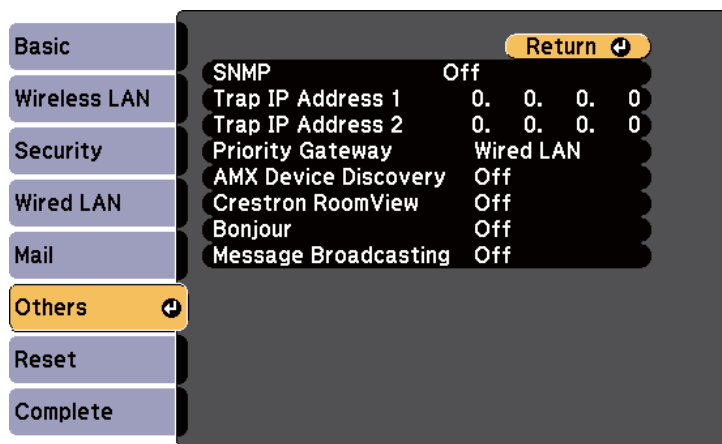 Basic
Wireless LAN
Security
Wired LAN
Mail
Others
Reset
Complete
Return
SNMP Off
Trap IP Address 1 0. 0. 0. 0
Trap IP Address 2 0. 0. 0. 0
Priority Gateway Wired LAN
AMX Device Discovery Off
Crestron RoomView Off
Bonjour Off
Message Broadcasting Off